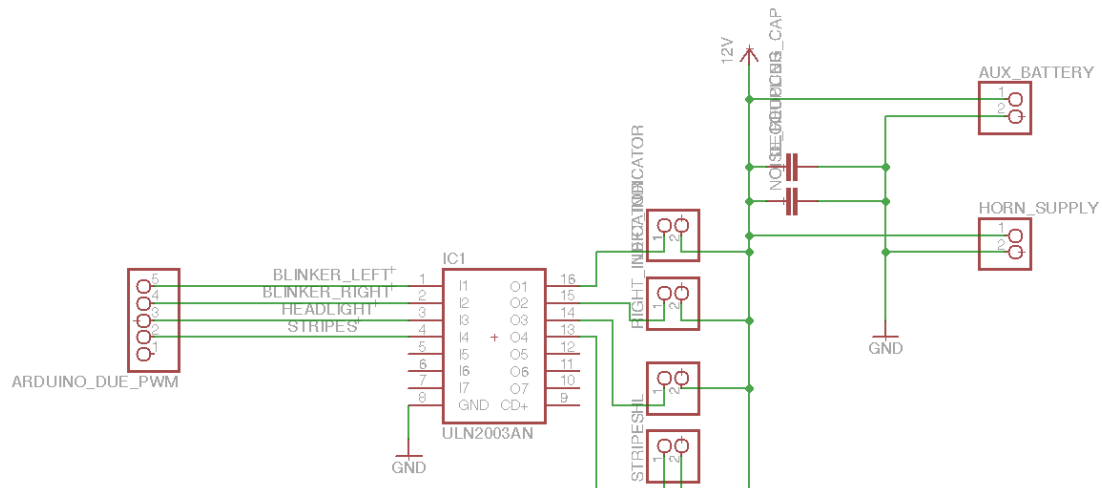 12V
AUX_BATTERY
1
2
HORN_SUPPLY
1
2
GND
1
2
RIGHT_
1
2
1
2
STRIPES
1
2
IC1
BLINKER_LEFT
BLINKER_RIGHT
HEADLIGHT
STRIPES
5
4
3
2
1
ARDUINO_DUE_PWM
1 I1 O1 16
2 I2 O2 15
3 I3 O3 14
4 I4 O4 13
5 I5 O5 12
6 I6 O6 11
7 I7 O7 10
8 GND CD+ 9
ULN2003AN
GND